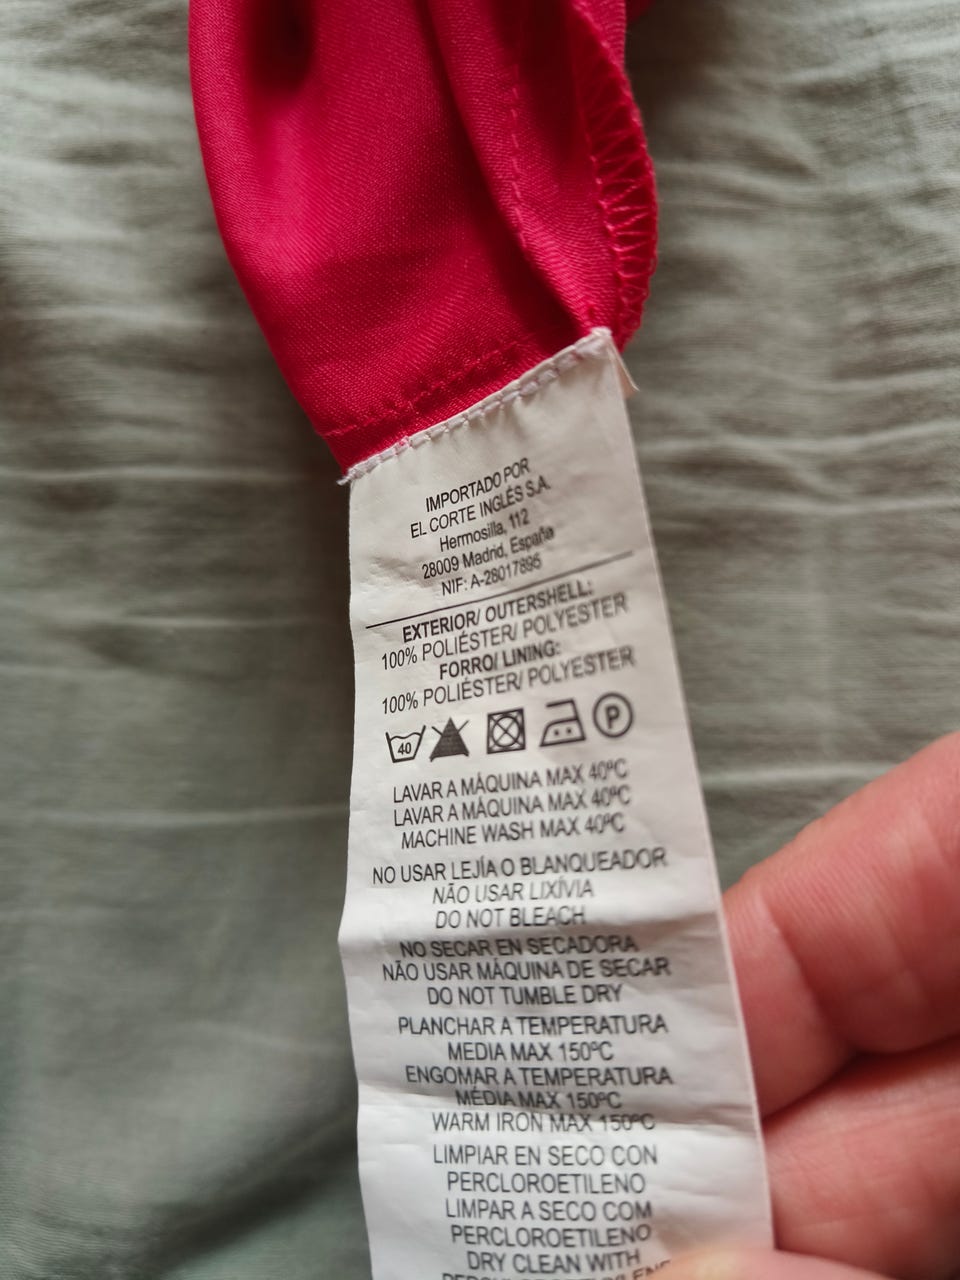 IMPORTADO POR
EL CORTE INGLÉS S.A.
Hermosilla, 112
28009 Madrid, España
NIF: A-28017895
EXTERIOR/ OUTERSHELL:
100% POLIÉSTER/ POLYESTER
FORRO/ LINING:
100% POLIÉSTER/ POLYESTER
40 P
LAVAR A MÁQUINA MAX 40ºC
LAVAR A MÁQUINA MAX 40ºC
MACHINE WASH MAX 40ºC
NO USAR LEJÍA O BLANQUEADOR
NÃO USAR LIXÍVIA
DO NOT BLEACH
NO SECAR EN SECADORA
NÃO USAR MÁQUINA DE SECAR
DO NOT TUMBLE DRY
PLANCHAR A TEMPERATURA
MEDIA MAX 150ºC
ENGOMAR A TEMPERATURA
MÉDIA MAX 150ºC
WARM IRON MAX 150ºC
LIMPIAR EN SECO CON
PERCLOROETILENO
LIMPAR A SECO COM
PERCLOROETILENO
DRY CLEAN WITH